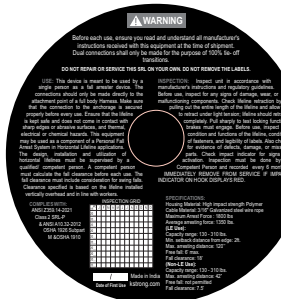 WARNING
Before each use, ensure you read and understand all manufacturer's
instructions received with this equipment at the time of shipment.
Dual connections shall only be made for the purpose of 100% tie- off
transitions.
DO NOT REPAIR OR SERVICE THIS SRL ON YOUR OWN. DO NOT REMOVE THE LABELS.
USE: This device is meant to be used by a
single person as a fall arrester device. The
connections should only be made directly to the
attachment point of a full body Harness. Make sure
that the connection to the anchorage is secured
properly before every use. Ensure that the lifeline
is kept safe and does not come in contact with
sharp edges or abrasive surfaces, and thermal,
electrical or chemical hazards. This equipment
may be used as a component of a Personal Fall
Arrest System in Horizontal Lifeline applications.
The design, installation and utilization of
horizontal lifelines must be supervised by a
qualified/ competent person. A competent person
must calculate the fall clearance before each use. The
full clearance must include consideration for swing falls.
Clearance specified is based on the lifeline installed
vertically overhead and in line with workers.
INSPECTION: Inspect unit in accordance with
manufacturer's instructions and regulatory guidelines.
Before use, inspect for any signs of damage, wear, or
malfunctioning components. Check lifeline retraction by
pulling out the entire length of the lifeline and allow
to retract under light tension. Lifeline should retract
completely. Pull sharply to test locking function,
brakes must engage. Before use, inspect
condition and functions of the Lifeline, condition
of fasteners, and legibility of labels. Also check
for evidence of defects, damage, or missing
parts. Check impact indicator for signs of
activation. Inspection must be done by a
Competent Person and recorded every 6 months.
IMMEDIATELY REMOVE FROM SERVICE IF IMPACT
INDICATOR ON HOOK DISPLAYS RED.
COMPLIES WITH:
ANSI Z359.14-2021
Class 2 SRL-P
& ANSI A10.32-2012
OSHA 1926 Subpart
M &OSHA 1910
INSPECTION GRID
/
Date of First Use
Made in India
kstrong.com
SPECIFICATIONS:
Housing Material: High impact strength Polymer
Cable Material: 3/16" Galvanized steel wire rope
Maximum Arrest Force : 1800 lbs
Average arresting force: 1350 lbs.
(LE Use):
Capacity range: 130 - 310 lbs.
Min. setback distance from edge: 2ft.
Max. arresting distance: 120"
Free fall: 6' max.
Fall clearance: 18'
(Non-LE Use):
Capacity range: 130 - 310 lbs.
Max. arresting distance: 42"
Free fall: not permitted
Fall clearance: 7.5'